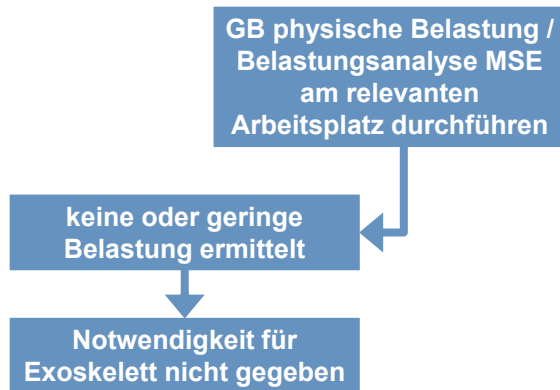 GB physische Belastung /
Belastungsanalyse MSE
am relevanten
Arbeitsplatz durchführen
keine oder geringe
Belastung ermittelt
Notwendigkeit für
Exoskelett nicht gegeben